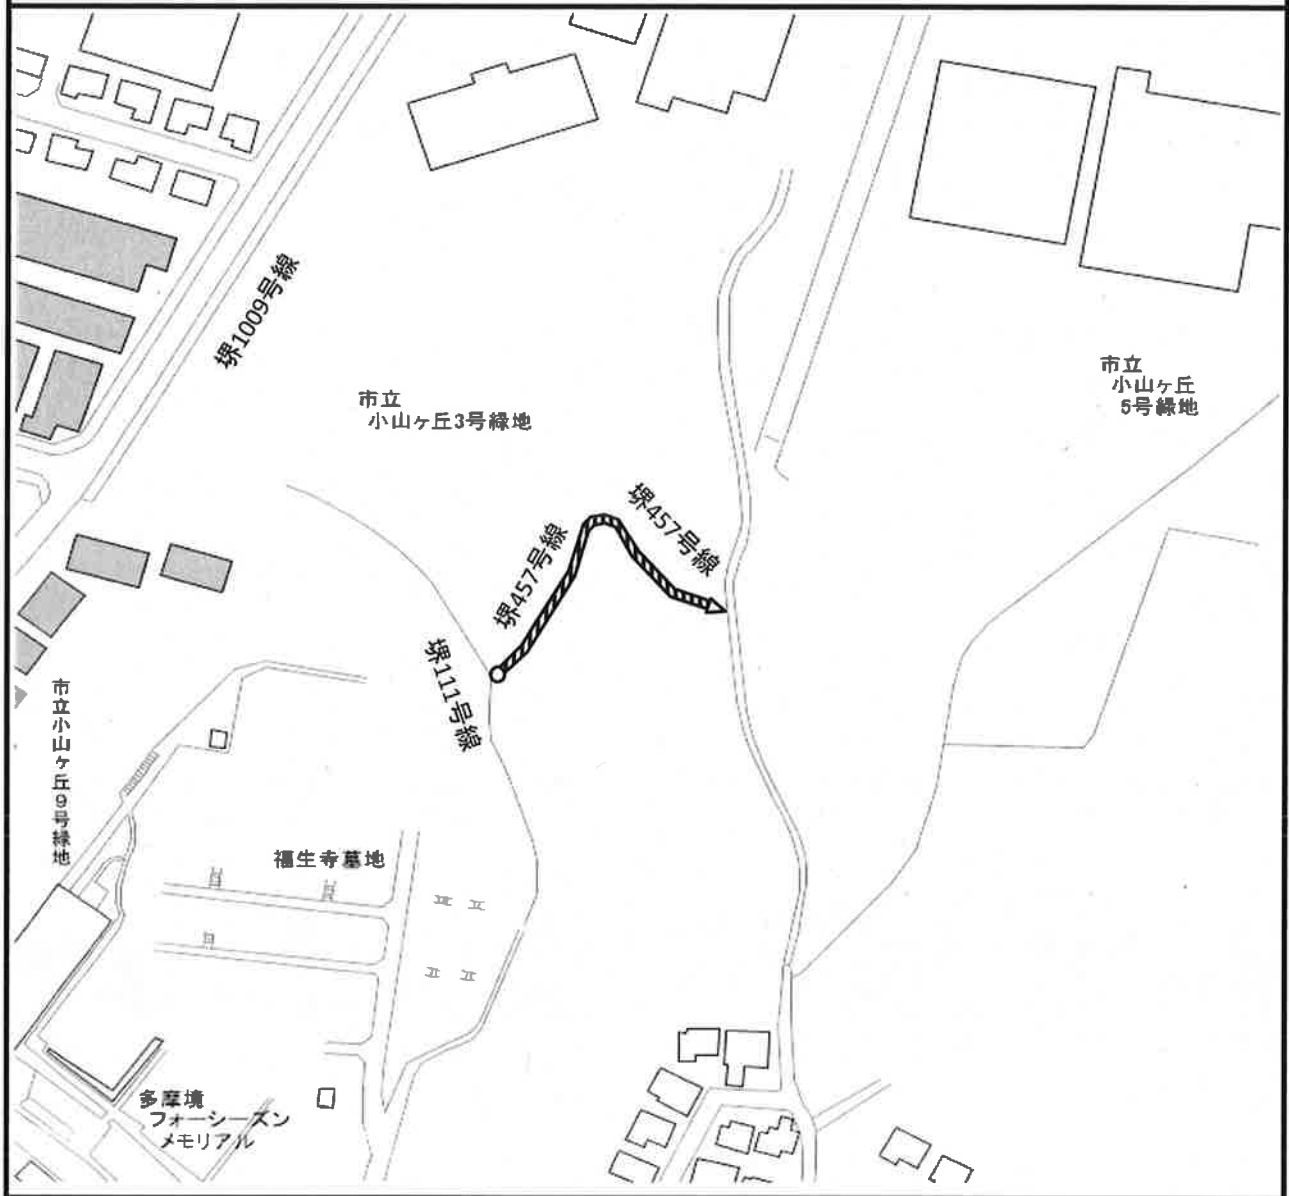 堺1009号線
市立
小山ヶ丘3号緑地
市立
小山ヶ丘
5号緑地
堺457号線
堺457号線
堺111号線
市立小山ヶ丘9号緑地
福生寺墓地
多摩境
フォーシーズン
メモリアル